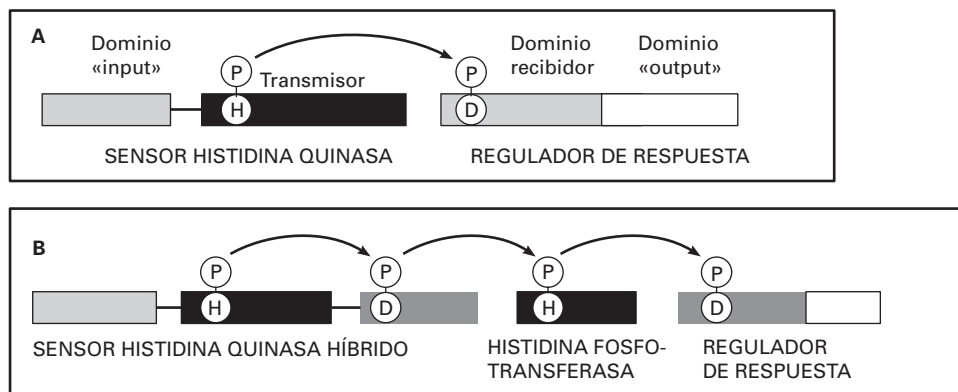 A
Dominio
«input»
P
H
Transmisor
P
D
Dominio
recibidor
Dominio
«output»
SENSOR HISTIDINA QUINASA
REGULADOR DE RESPUESTA
B
P
H
P
D
P
H
P
D
SENSOR HISTIDINA QUINASA HÍBRIDO
HISTIDINA FOSFO-
TRANSFERASA
REGULADOR
DE RESPUESTA